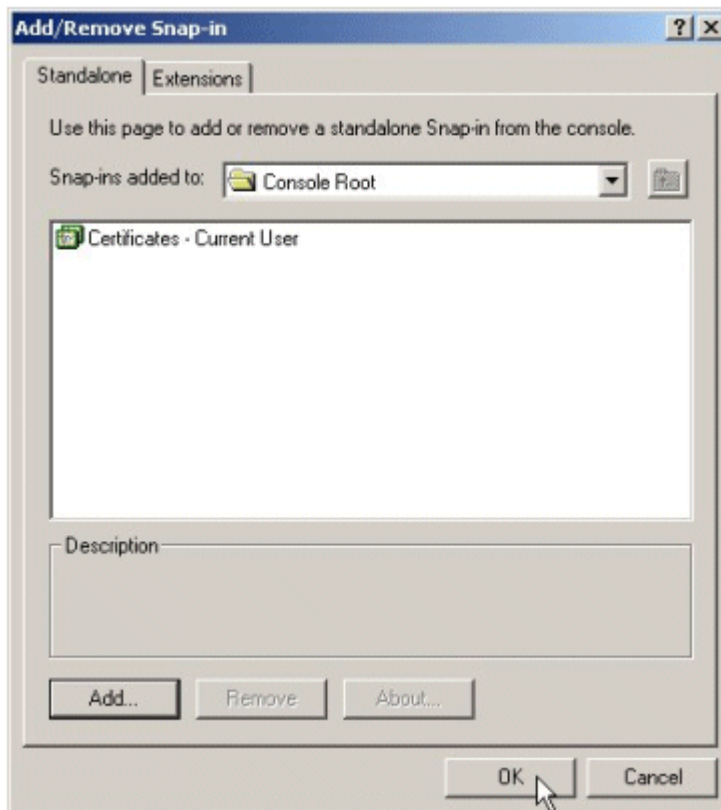 Add/Remove Snap-in
Standalone
Extensions
Use this page to add or remove a standalone Snap-in from the console.
Snap-ins added to:
Console Root
Certificates - Current User
Description
Add...
Remove
About...
OK
Cancel